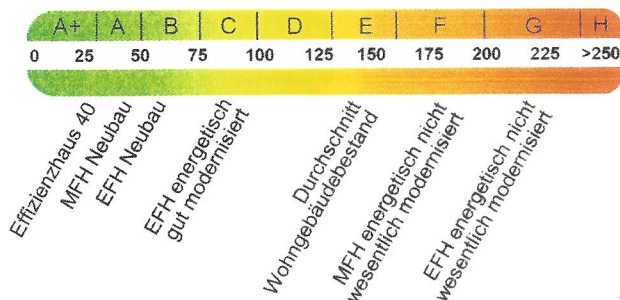 A+ A B C D E F G H
0 25 50 75 100 125 150 175 200 225 >250
Effizienzhaus 40
MFH Neubau
EFH Neubau
EFH energetisch
gut modernisiert
Durchschnitt
Wohngebäudebestand
MFH energetisch nicht
wesentlich modernisiert
EFH energetisch nicht
wesentlich modernisiert